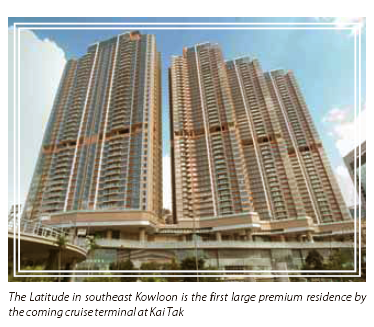 The Latitude in southeast Kowloon is the first large premium residence by
the coming cruise terminal at Kai Tak